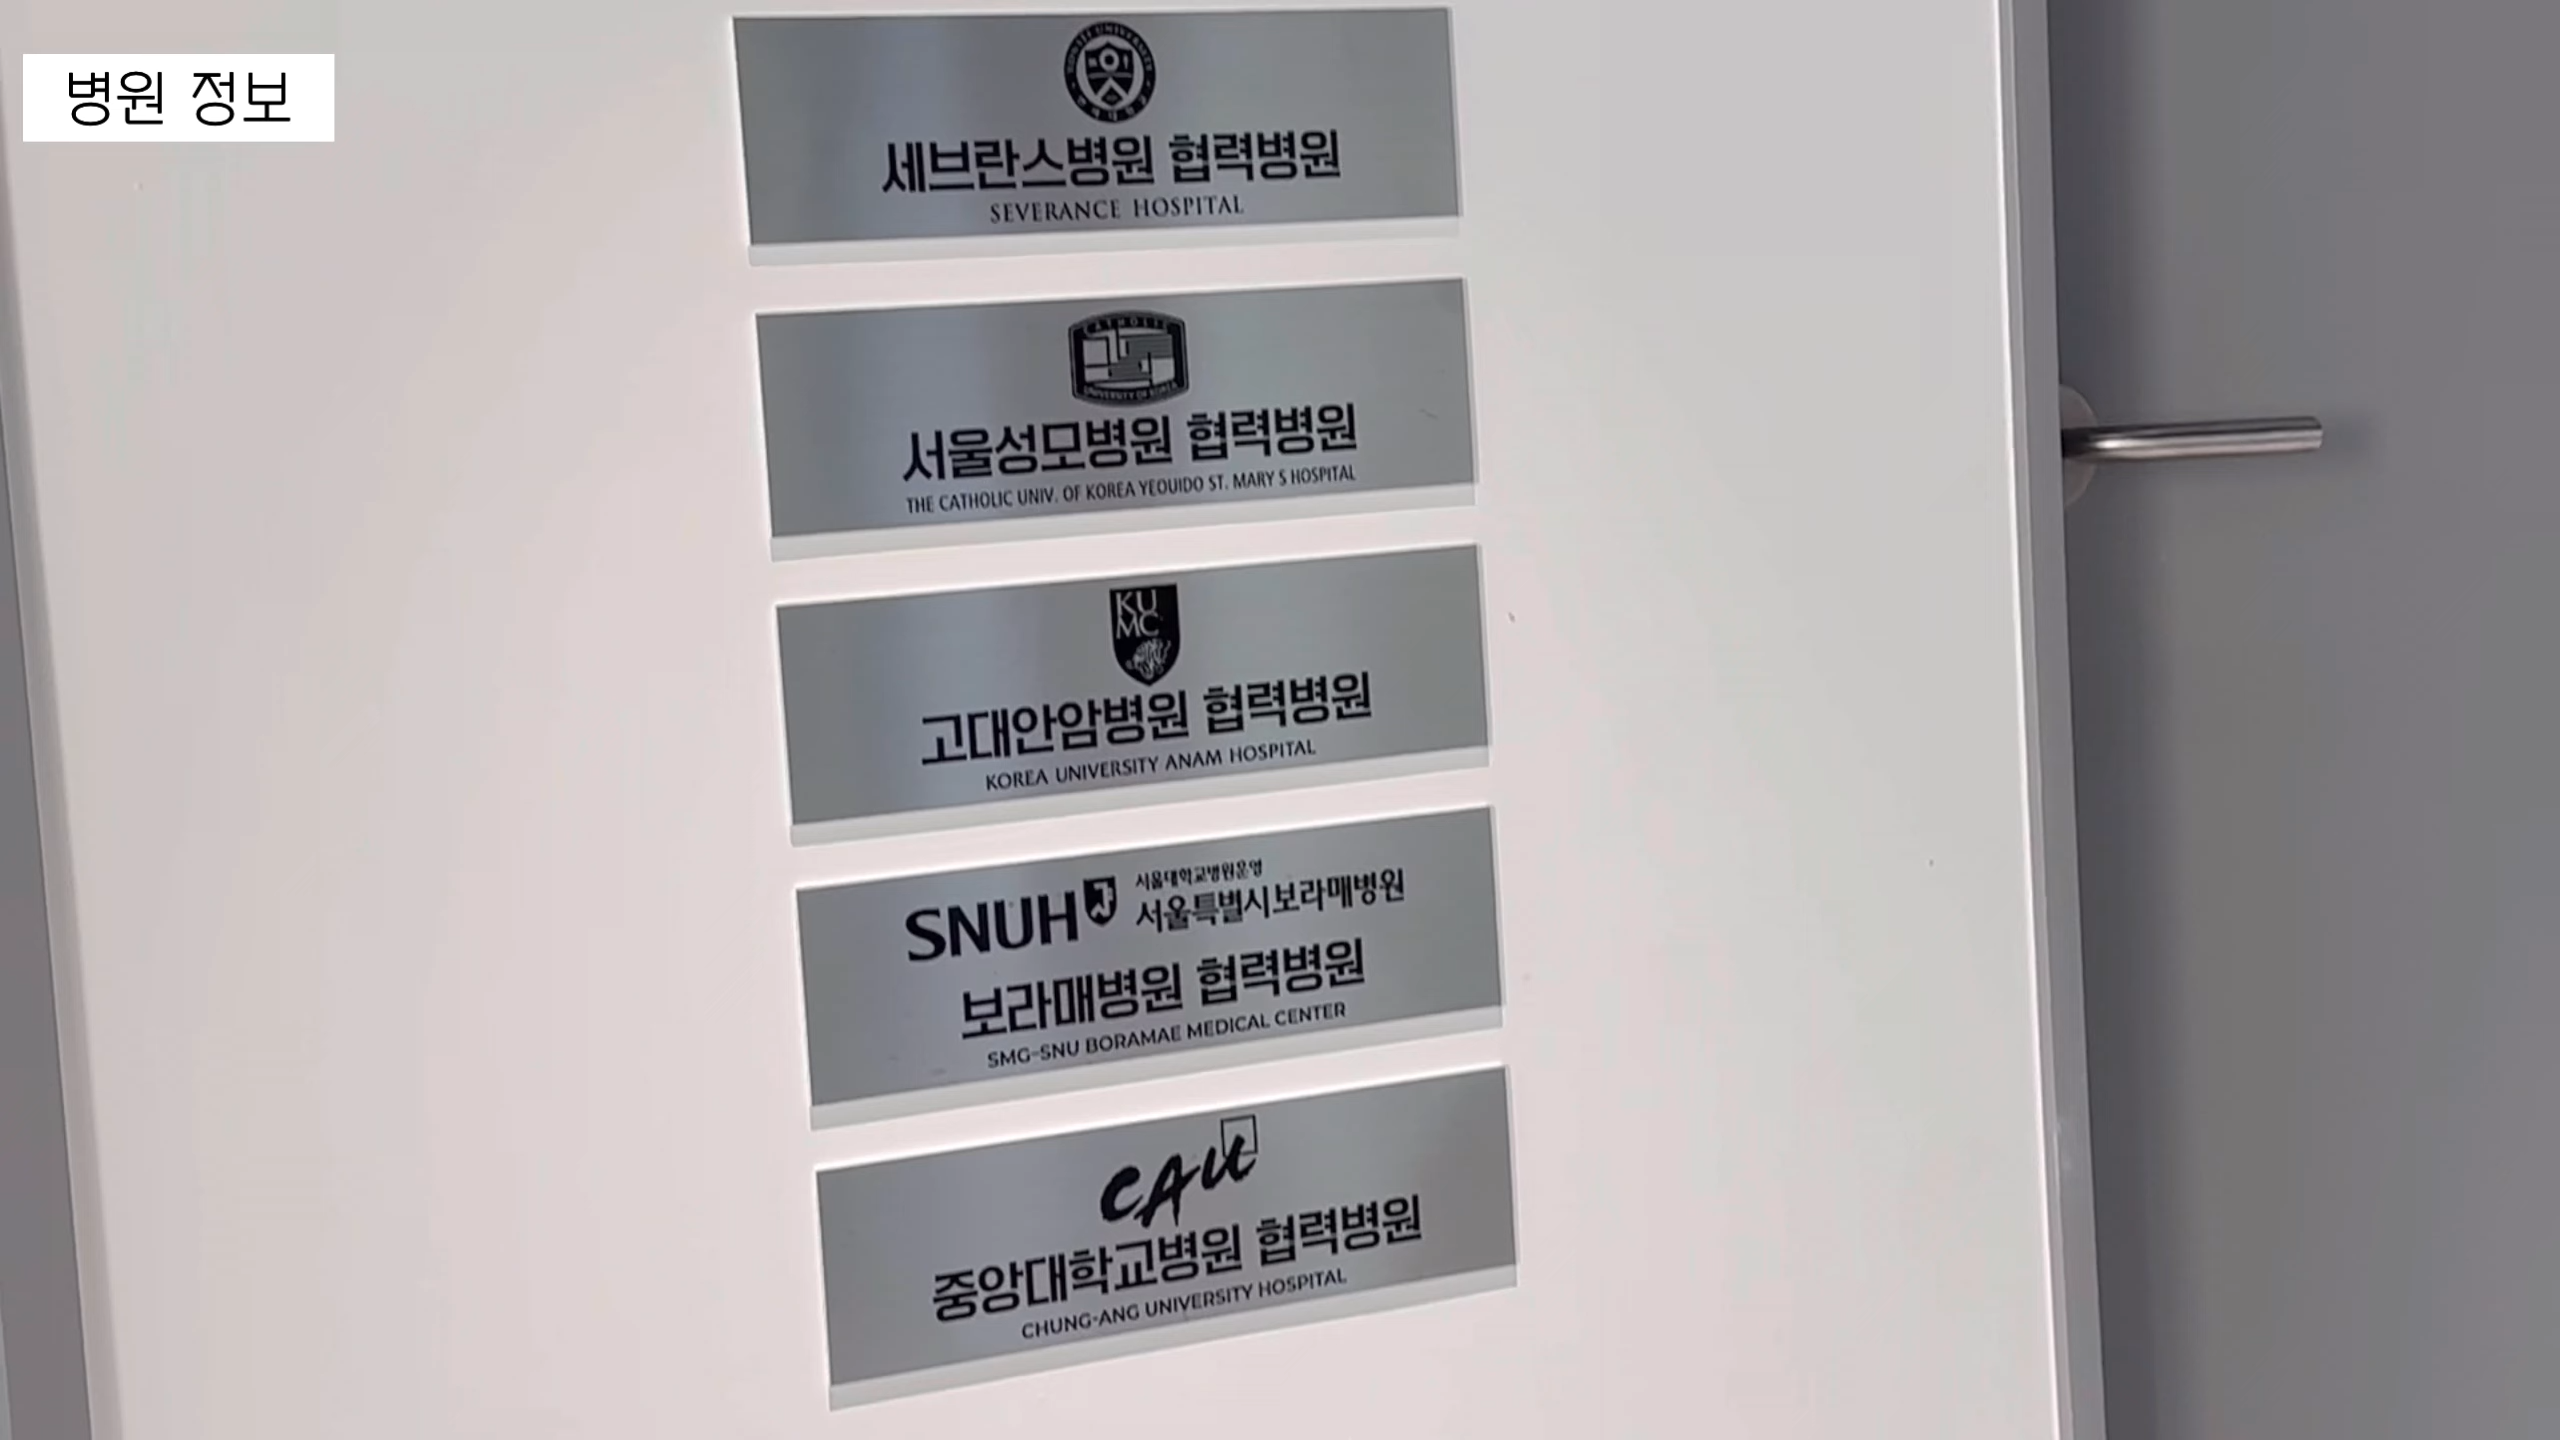 병원 정보
세브란스병원 협력병원
SEVERANCE HOSPITAL
CATHOLIC
UNIVERSITY OF KOREA
서울성모병원 협력병원
THE CATHOLIC UNIV. OF KOREA YEOUIDO ST. MARY S HOSPITAL
KU
MC
고대안암병원 협력병원
KOREA UNIVERSITY ANAM HOSPITAL
서울대학교병원운영
SNUH 서울특별시보라매병원
보라매병원 협력병원
SMG-SNU BORAMAE MEDICAL CENTER
CAU
중앙대학교병원 협력병원
CHUNG-ANG UNIVERSITY HOSPITAL